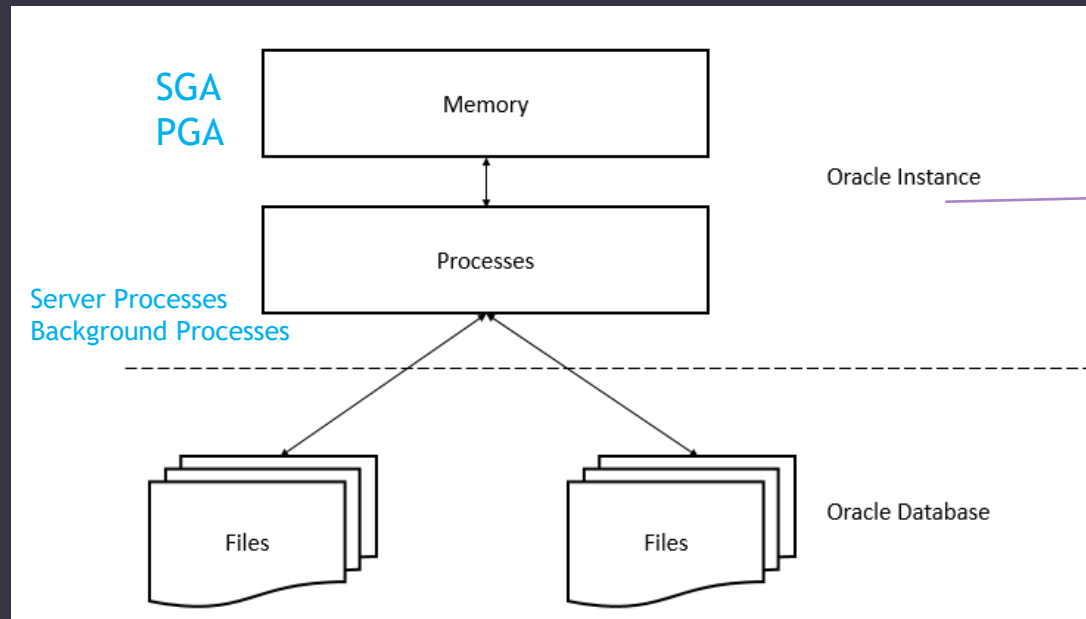 SGA
PGA
Memory
Oracle Instance
Processes
Server Processes
Background Processes
Files
Files
Oracle Database